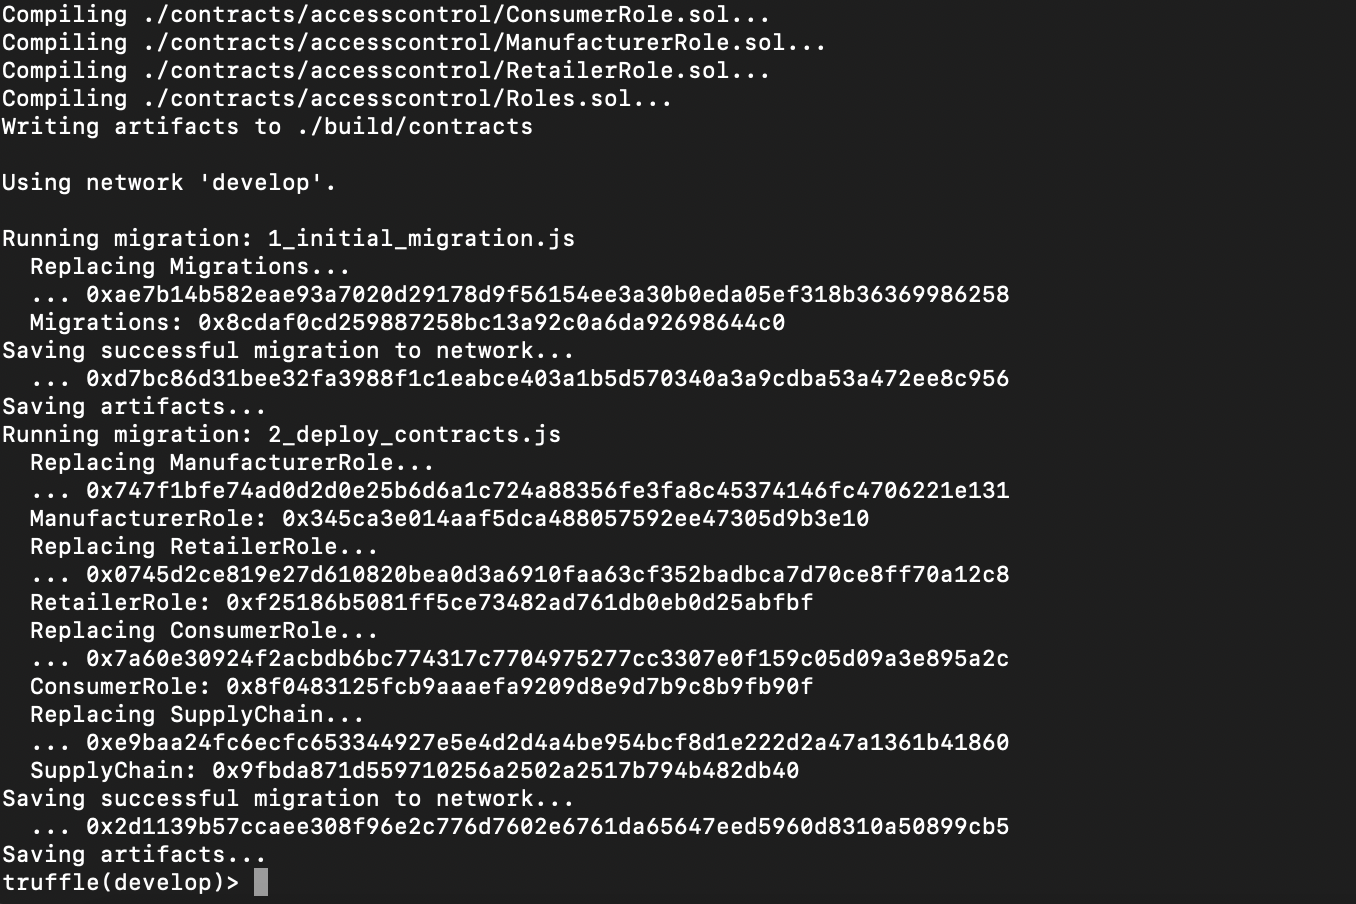 Compiling ./contracts/accesscontrol/ConsumerRole.sol...
Compiling ./contracts/accesscontrol/ManufacturerRole.sol...
Compiling ./contracts/accesscontrol/RetailerRole.sol...
Compiling ./contracts/accesscontrol/Roles.sol...
Writing artifacts to ./build/contracts
Using network 'develop'.
Running migration: 1_initial_migration.js
Replacing Migrations...
... 0xae7b14b582eae93a7020d29178d9f56154ee3a30b0eda05ef318b36369986258
Migrations: 0x8cdaf0cd259887258bc13a92c0a6da92698644c0
Saving successful migration to network...
... 0xd7bc86d31bee32fa3988f1c1eabce403a1b5d570340a3a9cdba53a472ee8c956
Saving artifacts...
Running migration: 2_deploy_contracts.js
Replacing ManufacturerRole...
... 0x747f1bfe74ad0d2d0e25b6d6a1c724a88356fe3fa8c45374146fc4706221e131
ManufacturerRole: 0x345ca3e014aaf5dca488057592ee47305d9b3e10
Replacing RetailerRole...
... 0x0745d2ce819e27d610820bea0d3a6910faa63cf352badbca7d70ce8ff70a12c8
RetailerRole: 0xf25186b5081ff5ce73482ad761db0eb0d25abfbf
Replacing ConsumerRole...
... 0x7a60e30924f2acbdb6bc774317c7704975277cc3307e0f159c05d09a3e895a2c
ConsumerRole: 0x8f0483125fcb9aaaefa9209d8e9d7b9c8b9fb90f
Replacing SupplyChain...
... 0xe9baa24fc6ecfc653344927e5e4d2d4a4be954bcf8d1e222d2a47a1361b41860
SupplyChain: 0x9fbda871d559710256a2502a2517b794b482db40
Saving successful migration to network...
... 0x2d1139b57ccaee308f96e2c776d7602e6761da65647eed5960d8310a50899cb5
Saving artifacts...
truffle(develop)>